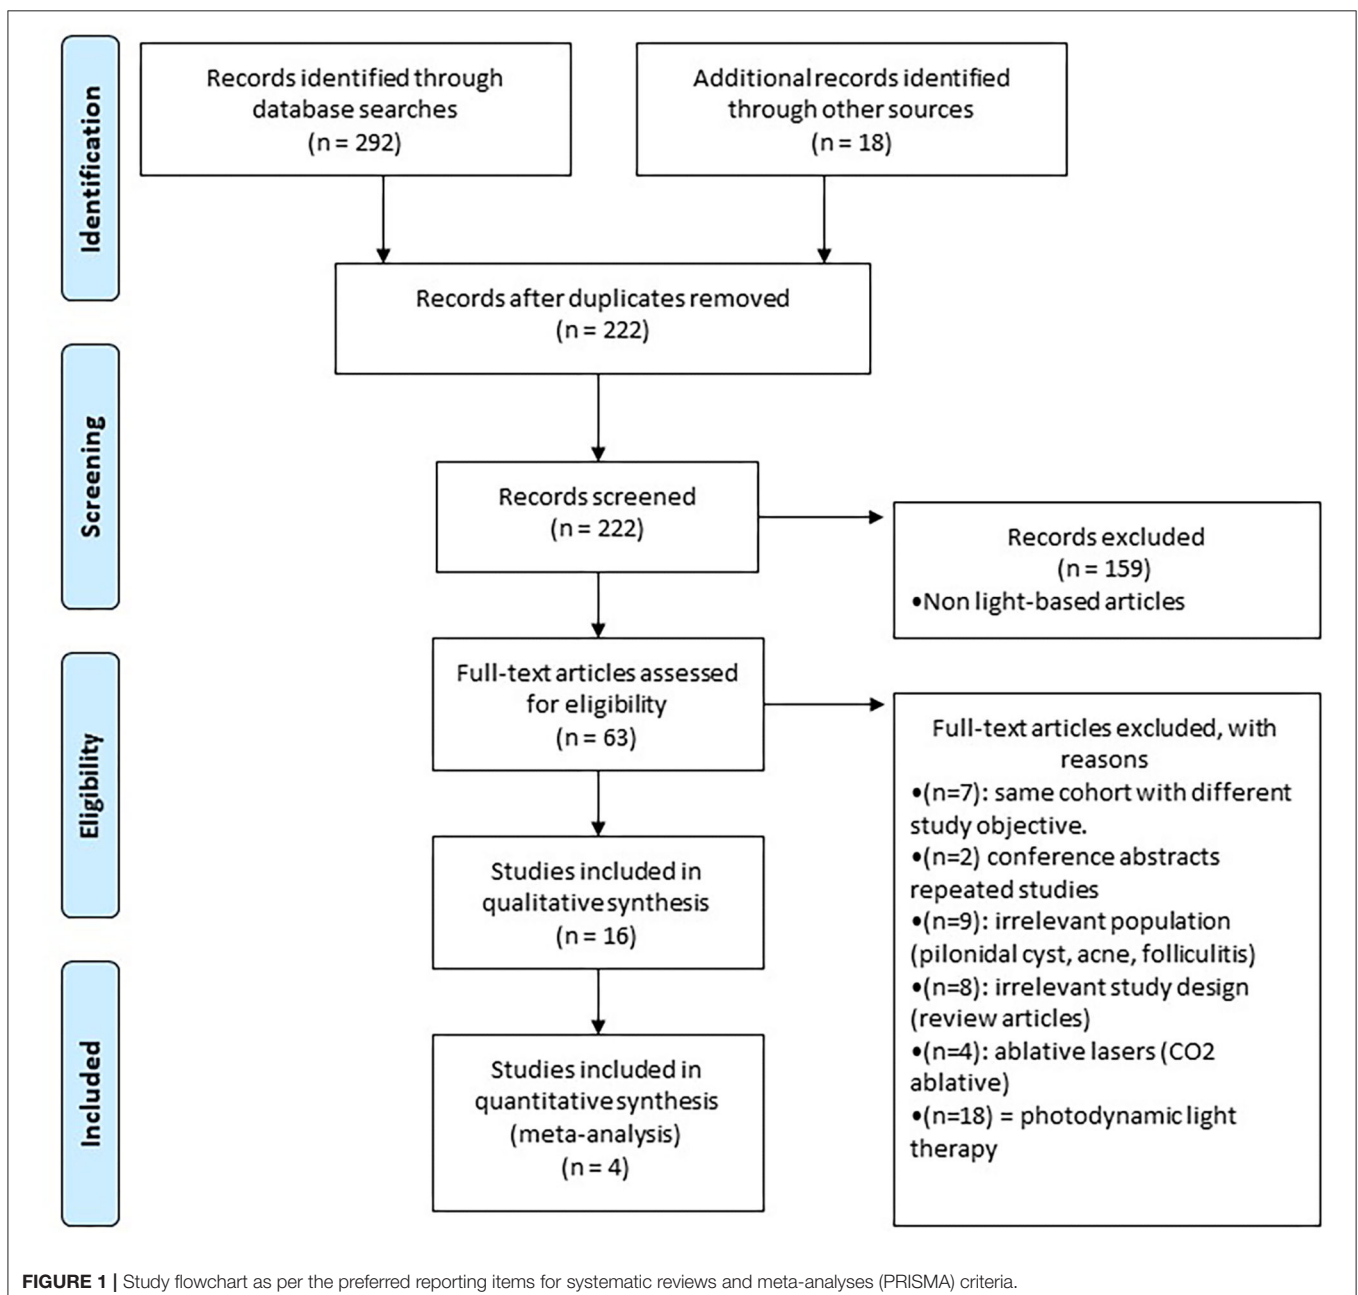 Identification
Records identified through
database searches
(n = 292)
Additional records identified
through other sources
(n = 18)
Records after duplicates removed
(n = 222)
Screening
Records screened
(n = 222)
Records excluded
(n = 159)
•Non light-based articles
Eligibility
Full-text articles assessed
for eligibility
(n = 63)
Full-text articles excluded, with
reasons
•(n=7): same cohort with different
study objective.
•(n=2) conference abstracts
repeated studies
•(n=9): irrelevant population
(pilonidal cyst, acne, folliculitis)
•(n=8): irrelevant study design
(review articles)
•(n=4): ablative lasers (CO2
ablative)
•(n=18) = photodynamic light
therapy
Studies included in
qualitative synthesis
(n = 16)
Included
Studies included in
quantitative synthesis
(meta-analysis)
(n = 4)
FIGURE 1 | Study flowchart as per the preferred reporting items for systematic reviews and meta-analyses (PRISMA) criteria.